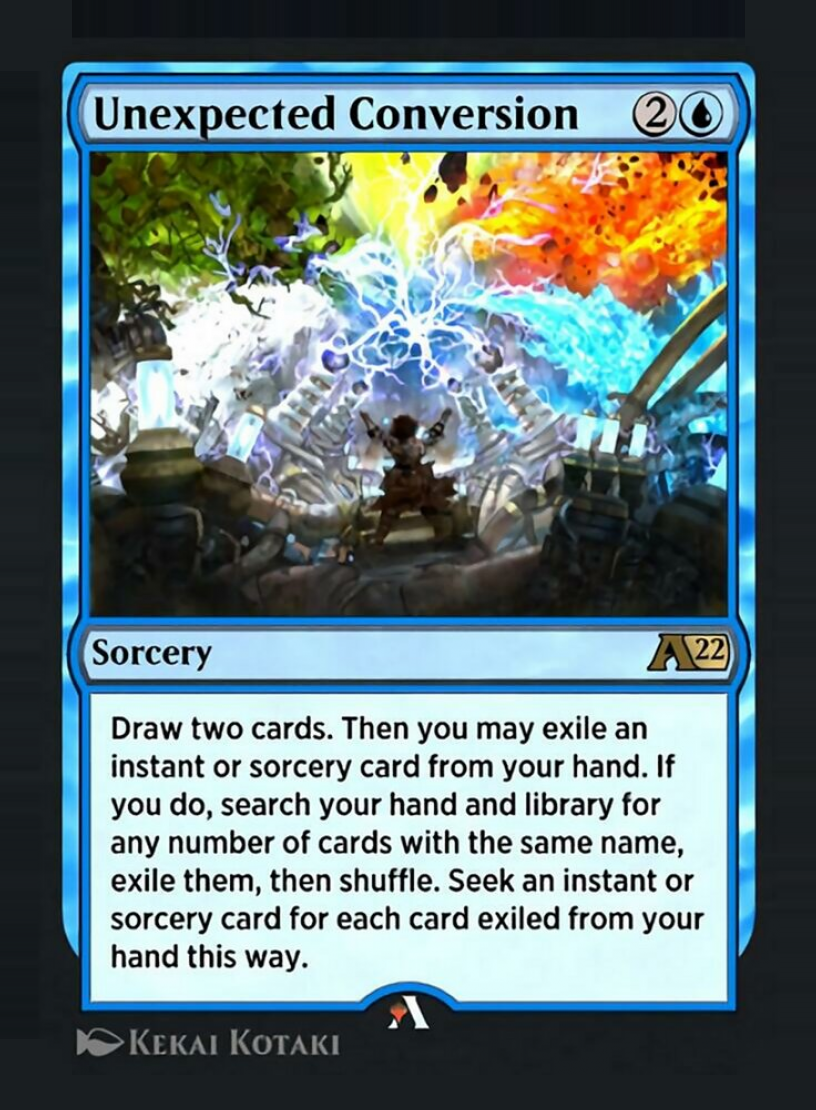 Unexpected Conversion 2
Sorcery A22
Draw two cards. Then you may exile an
instant or sorcery card from your hand. If
you do, search your hand and library for
any number of cards with the same name,
exile them, then shuffle. Seek an instant or
sorcery card for each card exiled from your
hand this way.
KEKAI KOTAKI